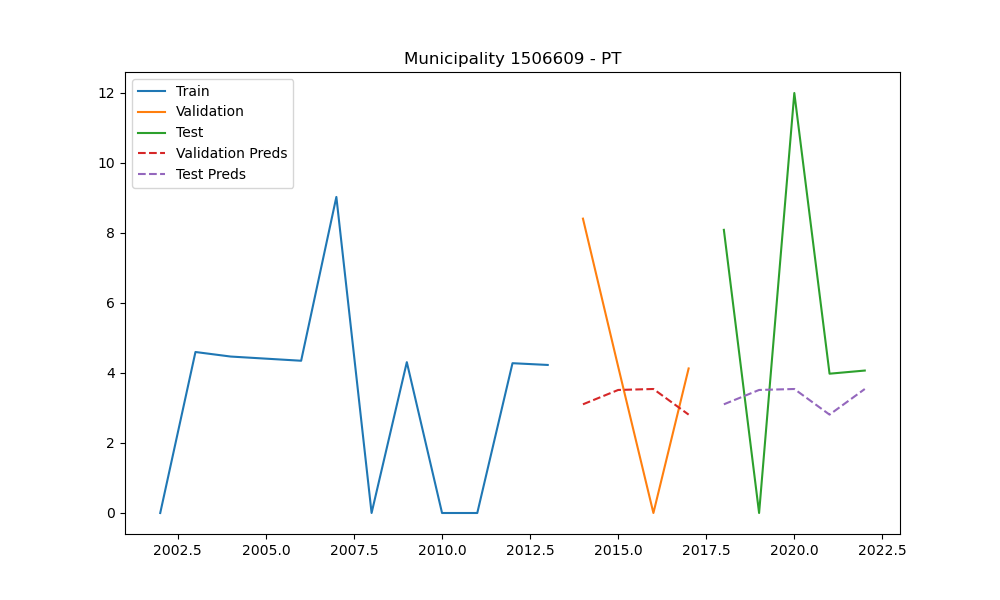 Municipality 1506609 - PT
Train
Validation
Test
Validation Preds
Test Preds
12
10
8
6
4
2
0
2002.5 2005.0 2007.5 2010.0 2012.5 2015.0 2017.5 2020.0 2022.5